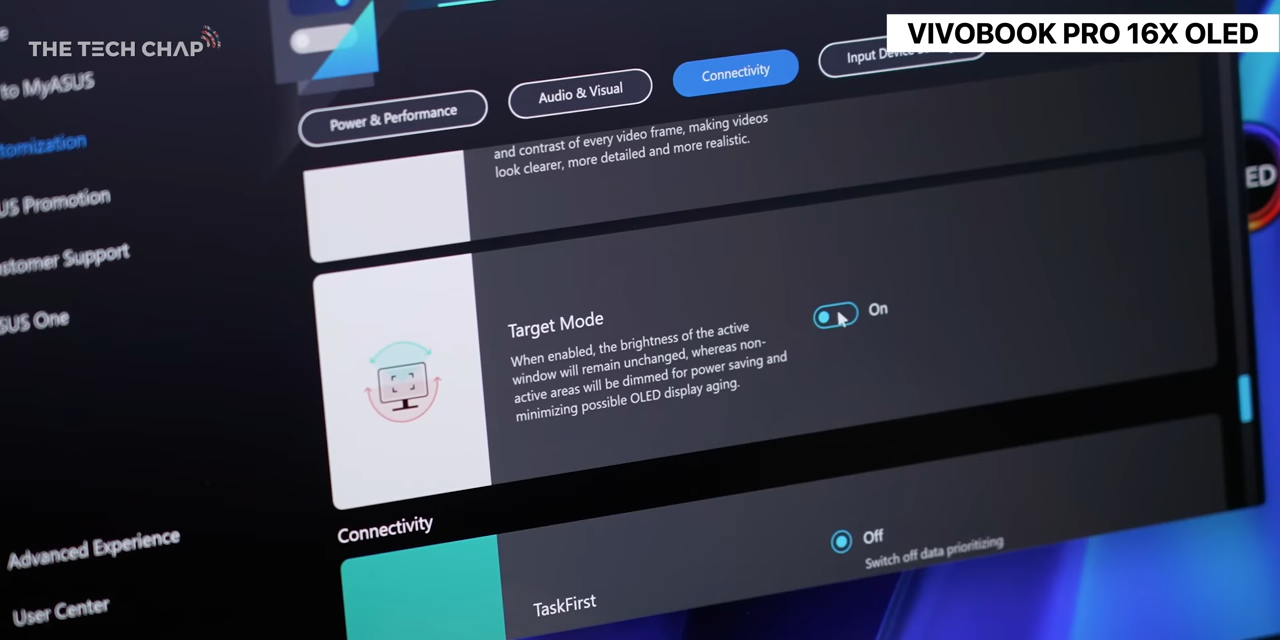 THE TECH CHAP
VIVOBOOK PRO 16X OLED
to MyASUS
tomization
US Promotion
stomer Support
SUS One
Advanced Experience
User Center
Power & Performance
Audio & Visual
Connectivity
Input
and contrast of every video frame, making videos
look clearer, more detailed and more realistic.
Target Mode
When enabled, the brightness of the active
window will remain unchanged, whereas non-
active areas will be dimmed for power saving and
minimizing possible OLED display aging.
On
Connectivity
TaskFirst
Off
Switch off data prioritizing
ED